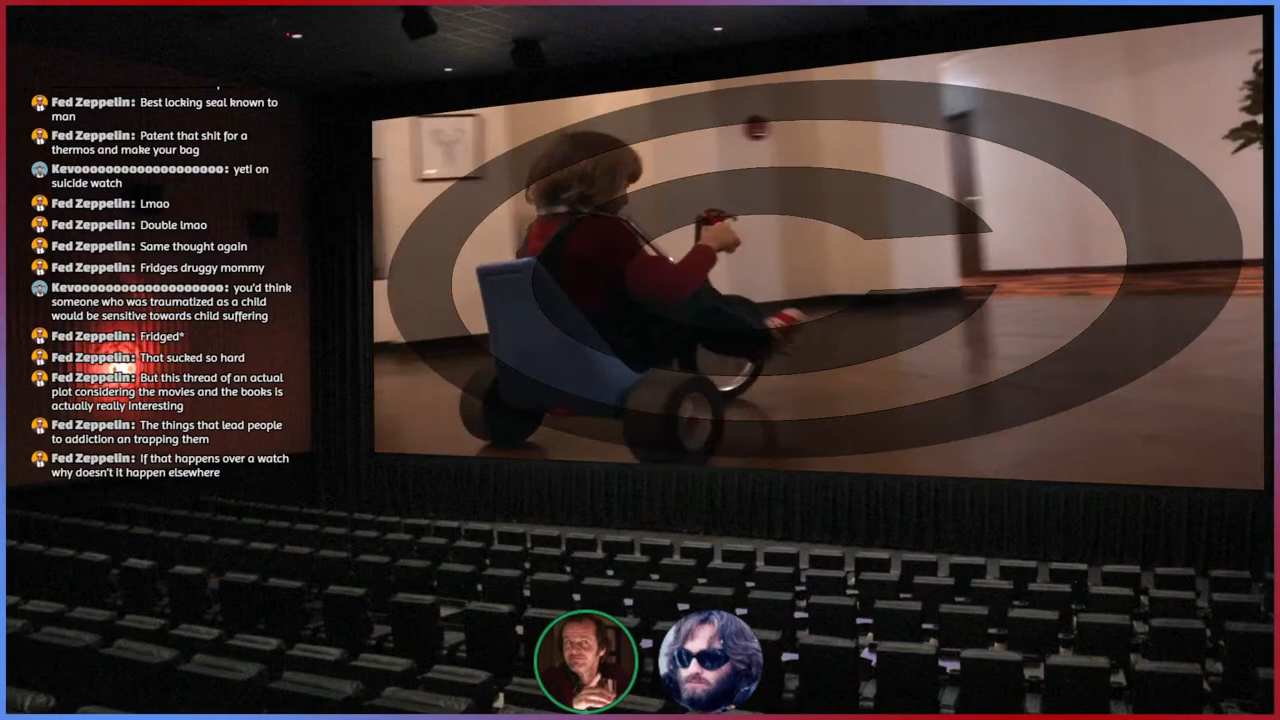 Fed Zeppelin: Best locking seal known to
man
Fed Zeppelin: Patent that shit for a
thermos and make your bag
Kevooooooooooooooooooo: yeti on
suicide watch
Fed Zeppelin: Lmao
Fed Zeppelin: Double lmao
Fed Zeppelin: Same thought again
Fed Zeppelin: Fridges druggy mommy
Kevooooooooooooooooooo: you'd think
someone who was traumatized as a child
would be sensitive towards child suffering
Fed Zeppelin: Fridged*
Fed Zeppelin: That sucked so hard
Fed Zeppelin: But this thread of an actual
plot considering the movies and the books is
actually really interesting
Fed Zeppelin: The things that lead people
to addiction an trapping them
Fed Zeppelin: If that happens over a watch
why doesn't it happen elsewhere